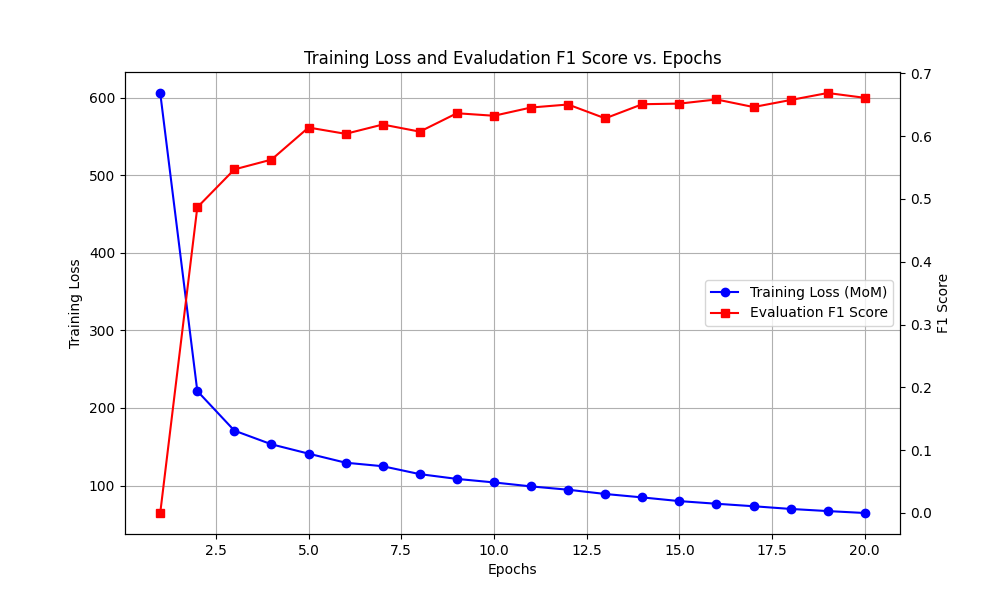 Training Loss and Evaludation F1 Score vs. Epochs
600
500
400
300
200
100
Training Loss
0.7
0.6
0.5
0.4
0.3
0.2
0.1
0.0
F1 Score
Training Loss (MoM)
Evaluation F1 Score
2.5 5.0 7.5 10.0 12.5 15.0 17.5 20.0
Epochs